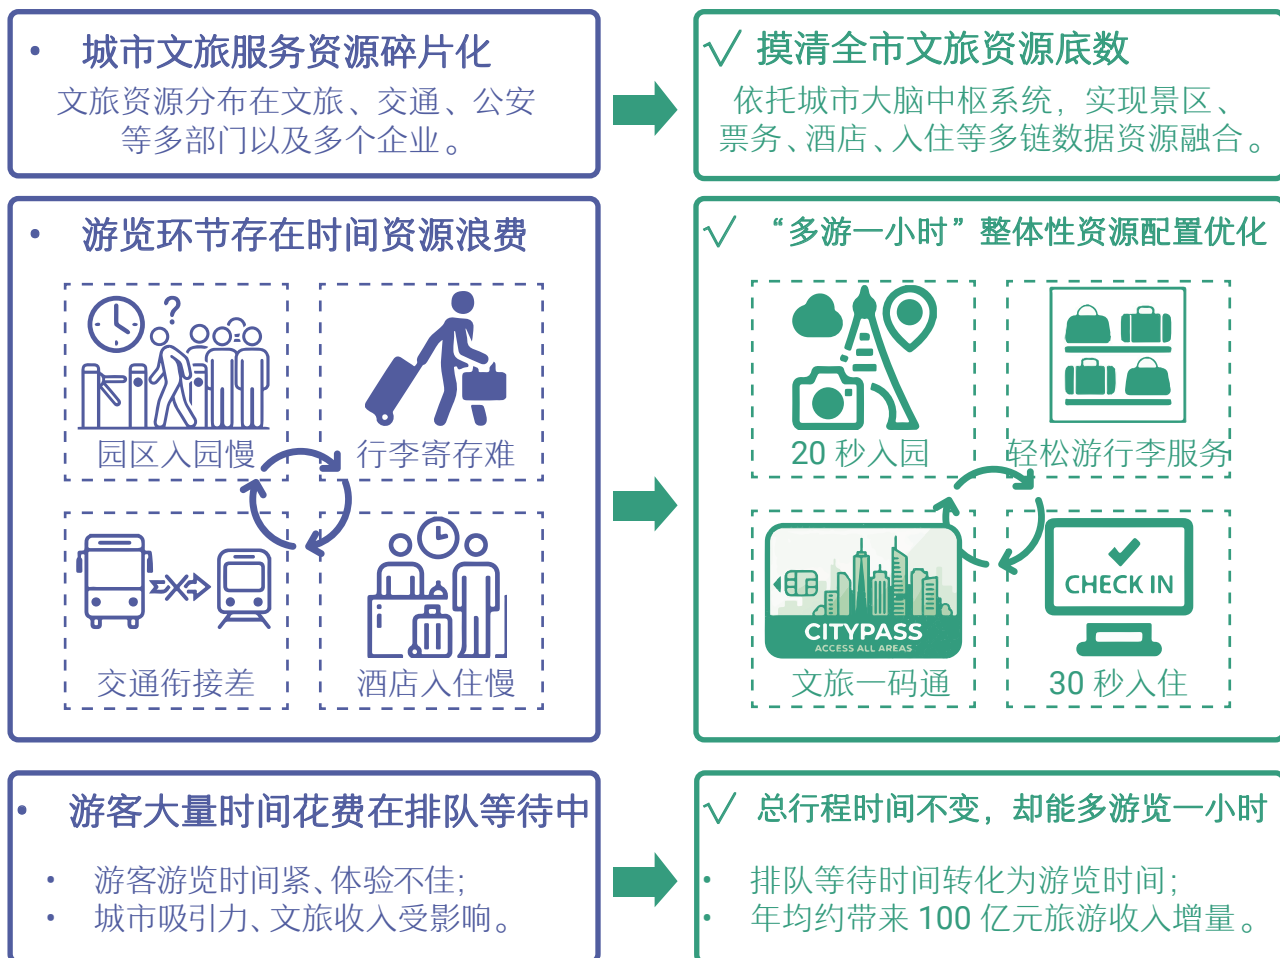 • 城市文旅服务资源碎片化
文旅资源分布在文旅、交通、公安
等多部门以及多个企业。
√ 摸清全市文旅资源底数
依托城市大脑中枢系统，实现景区、
票务、酒店、入住等多链数据资源融合。
• 游览环节存在时间资源浪费
?
园区入园慢
行李寄存难
交通衔接差
酒店入住慢
√ “多游一小时”整体性资源配置优化
20 秒入园
轻松游行李服务
CITYPASS
ACCESS ALL AREAS
文旅一码通
CHECK IN
30 秒入住
• 游客大量时间花费在排队等待中
• 游客游览时间紧、体验不佳；
• 城市吸引力、文旅收入受影响。
√ 总行程时间不变，却能多游览一小时
• 排队等待时间转化为游览时间；
• 年均约带来 100 亿元旅游收入增量。